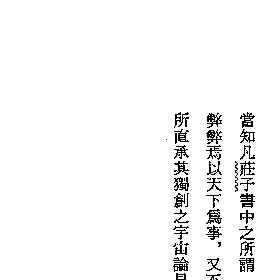 當知凡莊子書中之所謂
弊弊焉以天下爲事，又
所直承其獨創之宇宙論